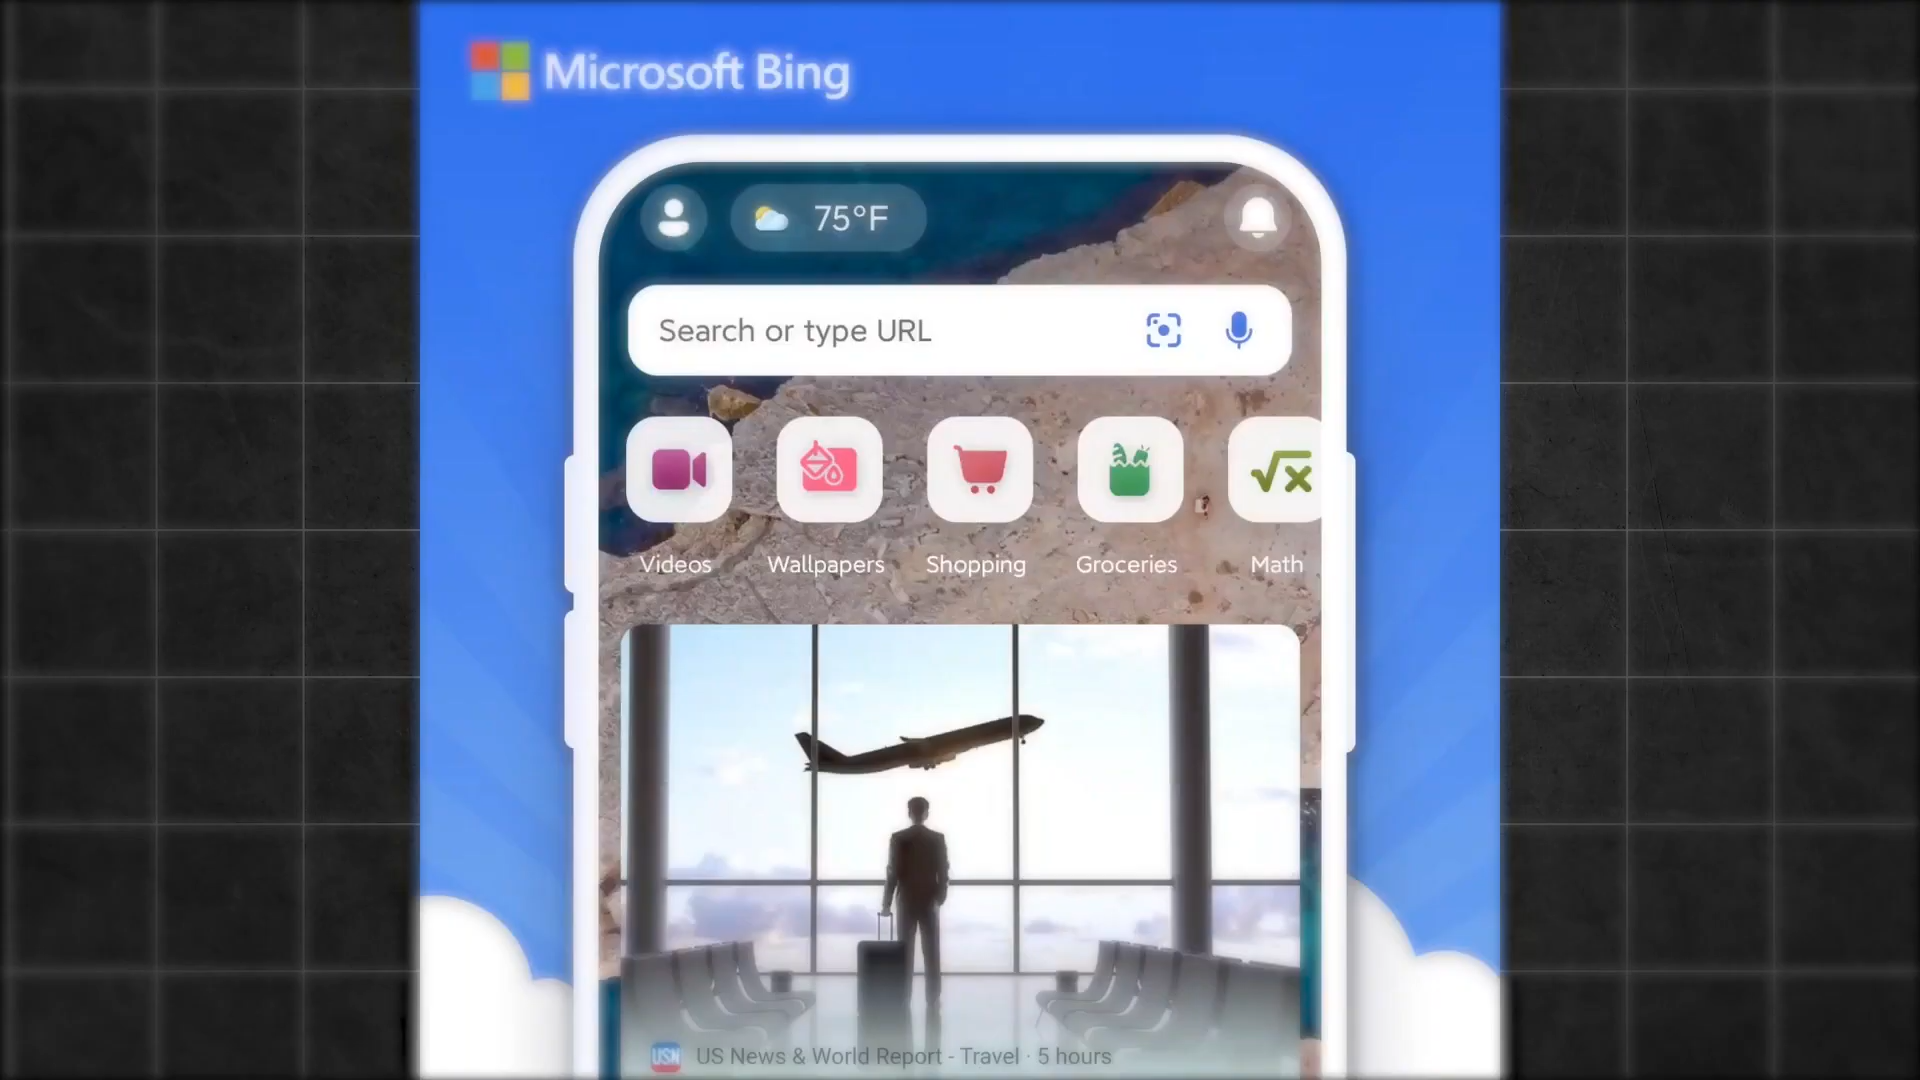 Microsoft Bing
75°F
Search or type URL
Videos
Wallpapers
Shopping
Groceries
Math
USN
US News & World Report - Travel · 5 hours